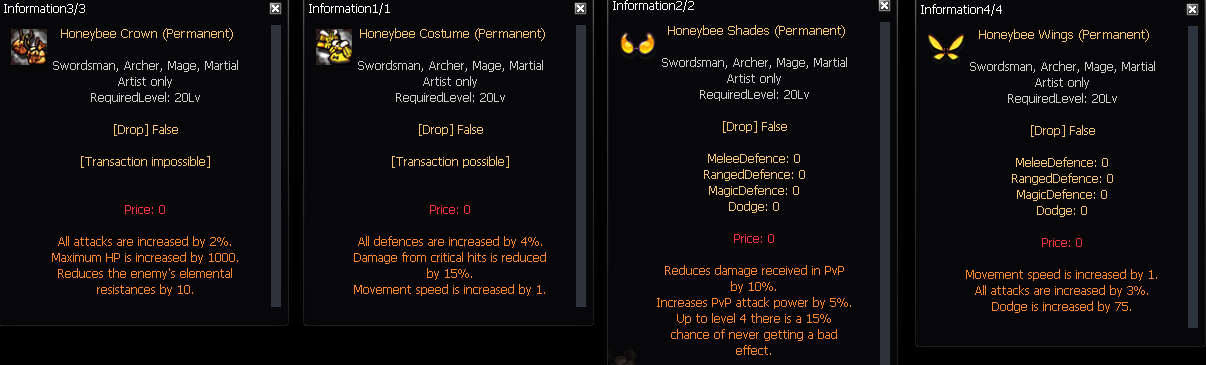 Information3/3
Honeybee Crown (Permanent)
Swordsman, Archer, Mage, Martial
Artist only
RequiredLevel: 20Lv
[Drop] False
[Transaction impossible]
Price: 0
All attacks are increased by 2%.
Maximum HP is increased by 1000.
Reduces the enemy's elemental
resistances by 10.
Information1/1
Honeybee Costume (Permanent)
Swordsman, Archer, Mage, Martial
Artist only
RequiredLevel: 20Lv
[Drop] False
[Transaction possible]
Price: 0
All defences are increased by 4%.
Damage from critical hits is reduced
by 15%.
Movement speed is increased by 1.
Information2/2
Honeybee Shades (Permanent)
Swordsman, Archer, Mage, Martial
Artist only
RequiredLevel: 20Lv
[Drop] False
MeleeDefence: 0
RangedDefence: 0
MagicDefence: 0
Dodge: 0
Price: 0
Reduces damage received in PvP
by 10%.
Increases PvP attack power by 5%.
Up to level 4 there is a 15%
chance of never getting a bad
effect.
Information4/4
Honeybee Wings (Permanent)
Swordsman, Archer, Mage, Martial
Artist only
RequiredLevel: 20Lv
[Drop] False
MeleeDefence: 0
RangedDefence: 0
MagicDefence: 0
Dodge: 0
Price: 0
Movement speed is increased by 1.
All attacks are increased by 3%.
Dodge is increased by 75.